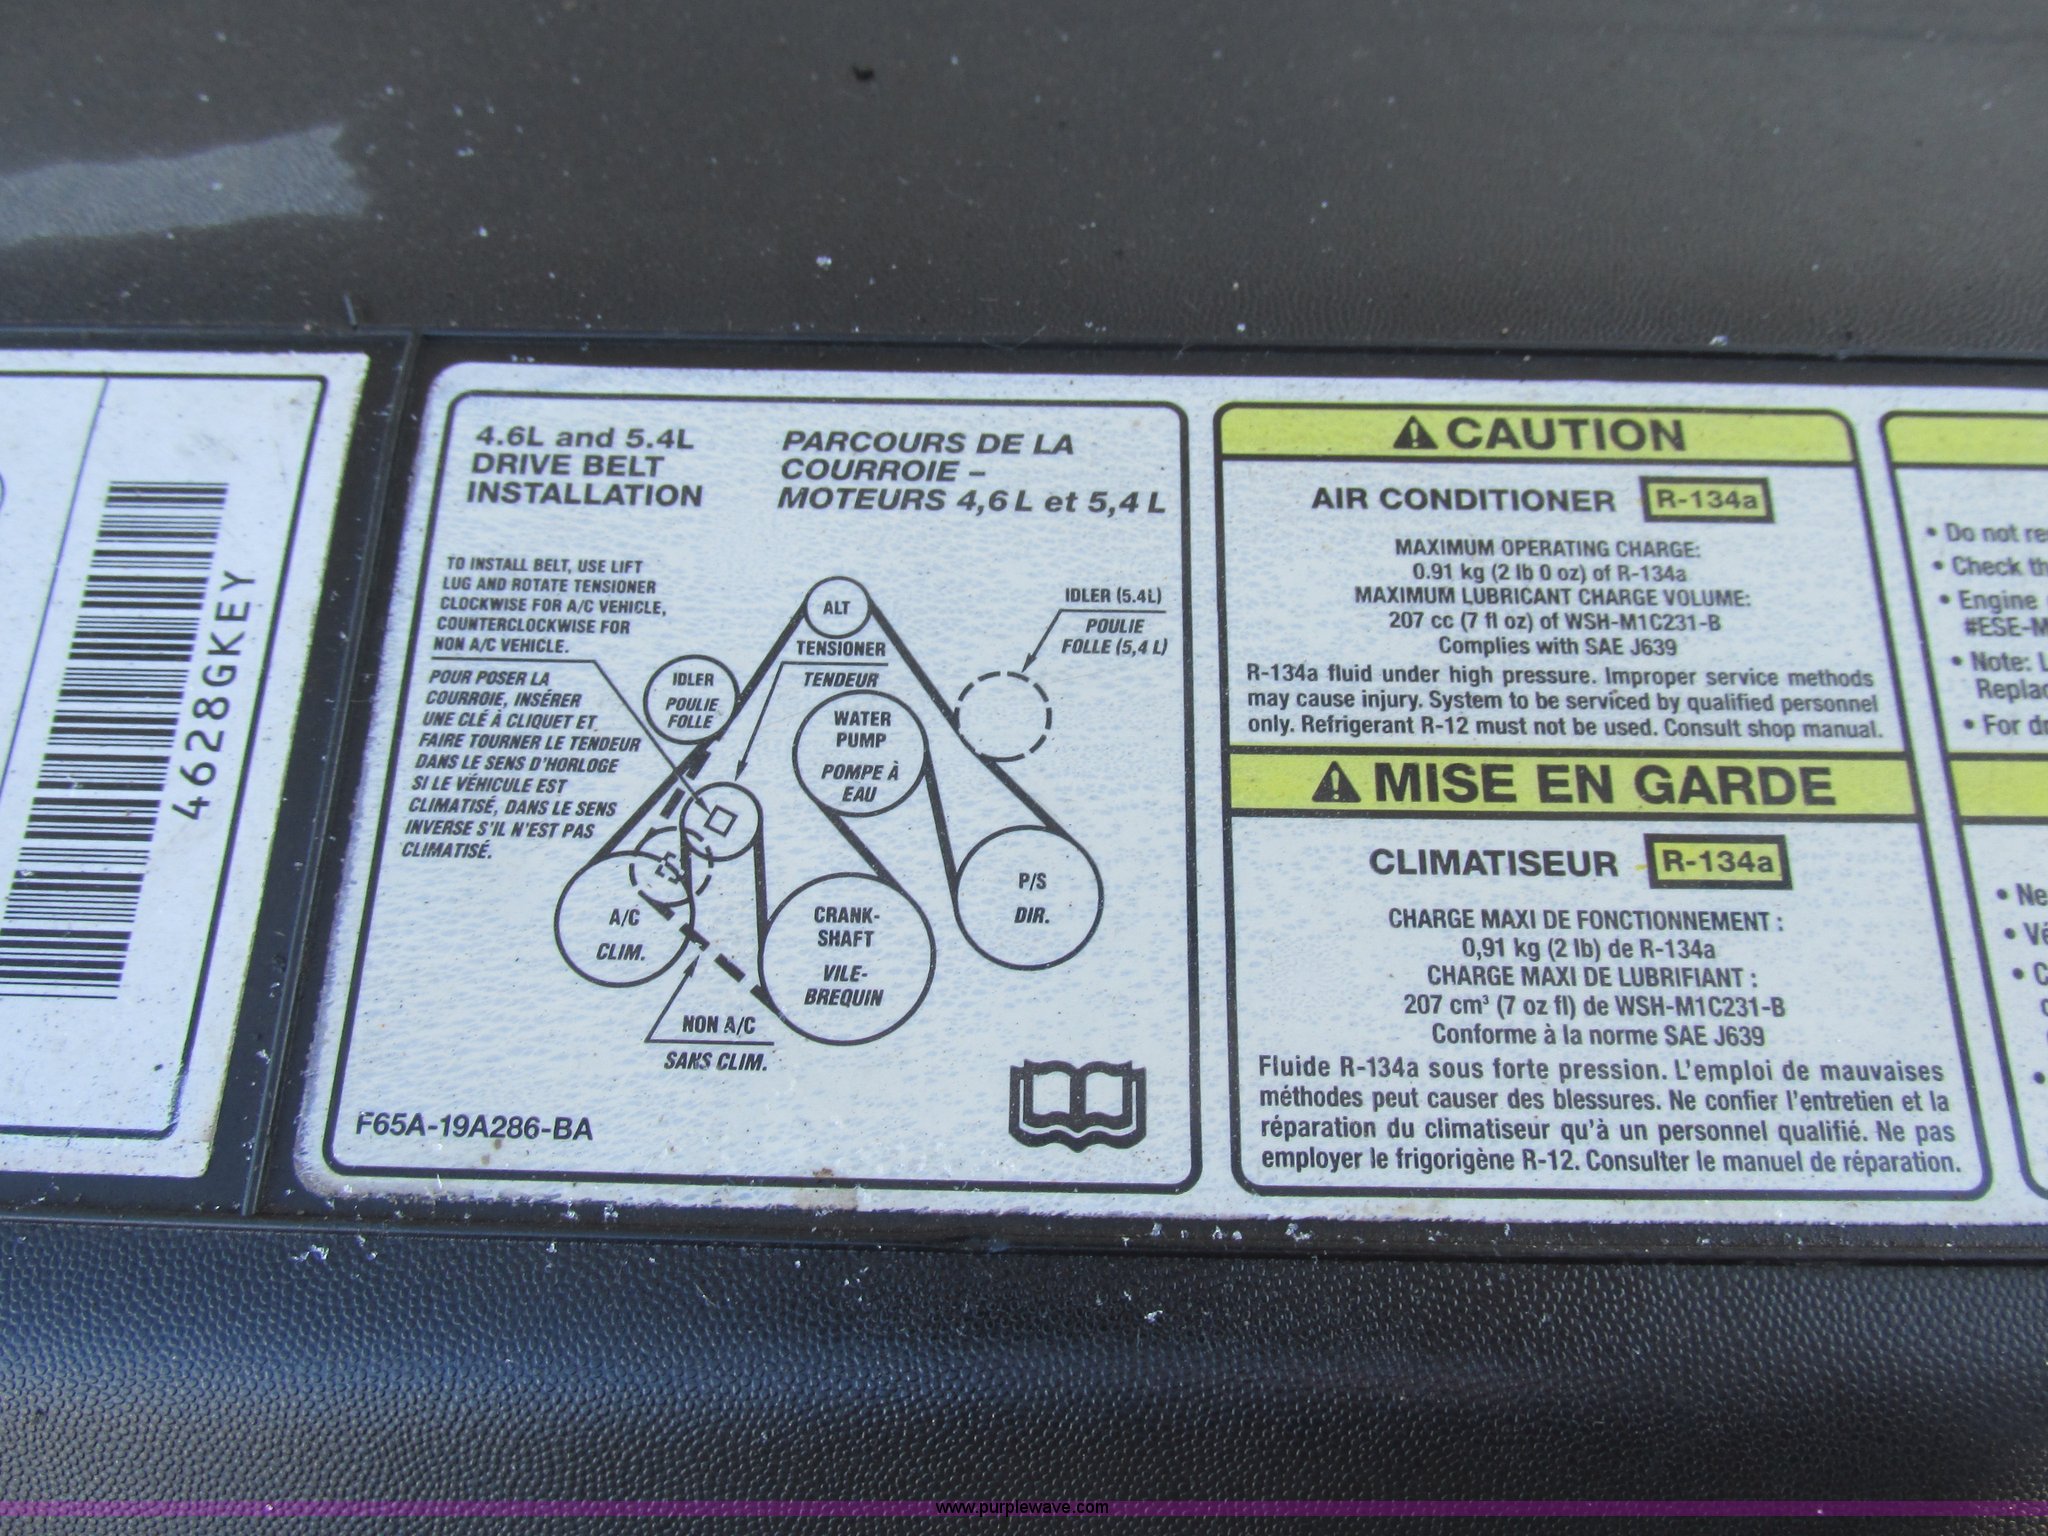 4628GKEY
4.6L and 5.4L
DRIVE BELT
INSTALLATION
PARCOURS DE LA
COURROIE –
MOTEURS 4,6 L et 5,4 L
TO INSTALL BELT, USE LIFT
LUG AND ROTATE TENSIONER
CLOCKWISE FOR A/C VEHICLE,
COUNTERCLOCKWISE FOR
NON A/C VEHICLE.
POUR POSER LA
COURROIE, INSÉRER
UNE CLÉ À CLIQUET ET
FAIRE TOURNER LE TENDEUR
DANS LE SENS D'HORLOGE
SI LE VÉHICULE EST
CLIMATISÉ, DANS LE SENS
INVERSE S'IL N'EST PAS
CLIMATISÉ.
ALT
TENSIONER
TENDEUR
IDLER
POULIE
FOLLE
IDLER (5.4L)
POULIE
FOLLE (5,4 L)
WATER
PUMP
POMPE À
EAU
A/C
CLIM.
CRANK-
SHAFT
VILE-
BREQUIN
P/S
DIR.
NON A/C
SANS CLIM.
F65A-19A286-BA
CAUTION
AIR CONDITIONER R-134a
MAXIMUM OPERATING CHARGE:
0.91 kg (2 lb 0 oz) of R-134a
MAXIMUM LUBRICANT CHARGE VOLUME:
207 cc (7 fl oz) of WSH-M1C231-B
Complies with SAE J639
R-134a fluid under high pressure. Improper service methods
may cause injury. System to be serviced by qualified personnel
only. Refrigerant R-12 must not be used. Consult shop manual.
MISE EN GARDE
CLIMATISEUR R-134a
CHARGE MAXI DE FONCTIONNEMENT :
0,91 kg (2 lb) de R-134a
CHARGE MAXI DE LUBRIFIANT :
207 cm³ (7 oz fl) de WSH-M1C231-B
Conforme à la norme SAE J639
Fluide R-134a sous forte pression. L'emploi de mauvaises
méthodes peut causer des blessures. Ne confier l'entretien et la
réparation du climatiseur qu'à un personnel qualifié. Ne pas
employer le frigorigène R-12. Consulter le manuel de réparation.
• Do not
• Check
• Engine
#ESE-M
• Note:
• For
• Ne
www.purplewave.com